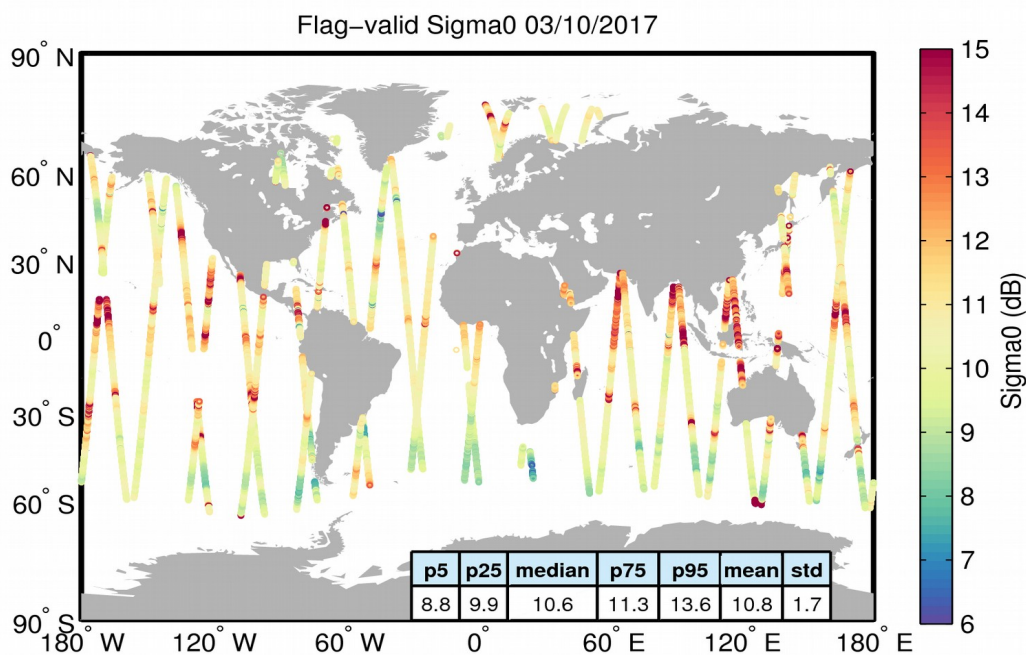 Flag−valid Sigma0 03/10/2017
90° N
60° N
30° N
0°
30° S
60° S
90° S
180° W
120° W
60° W
0°
60° E
120° E
180° E
15
14
13
12
11
10
9
8
7
6
Sigma0 (dB)
p5 p25 median p75 p95 mean std
8.8 9.9 10.6 11.3 13.6 10.8 1.7